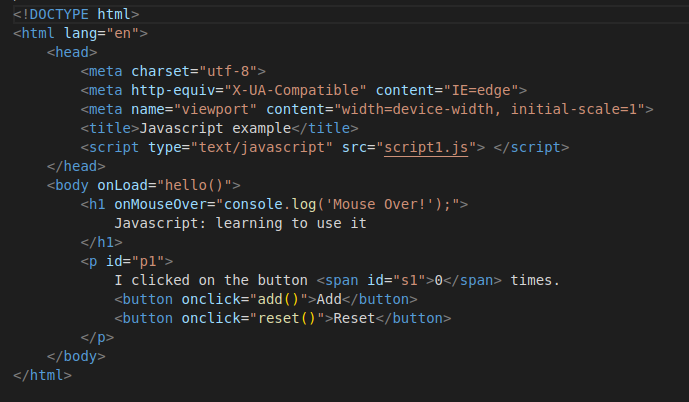 <!DOCTYPE html>
<html lang="en">
    <head>
        <meta charset="utf-8">
        <meta http-equiv="X-UA-Compatible" content="IE=edge">
        <meta name="viewport" content="width=device-width, initial-scale=1">
        <title>Javascript example</title>
        <script type="text/javascript" src="script1.js"> </script>
    </head>
    <body onLoad="hello()">
        <h1 onMouseOver="console.log('Mouse Over!');">
            Javascript: learning to use it
        </h1>
        <p id="p1">
            I clicked on the button <span id="s1">0</span> times.
            <button onclick="add()">Add</button>
            <button onclick="reset()">Reset</button>
        </p>
    </body>
</html>